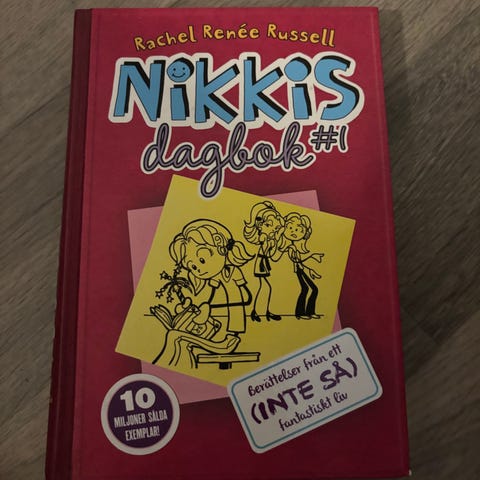 Rachel Renée Russell
NiKKiS
dagbok #1
Berättelser från ett
(INTE SÅ)
fantastiskt liv
10
MILJONER SÅLDA
EXEMPLAR!